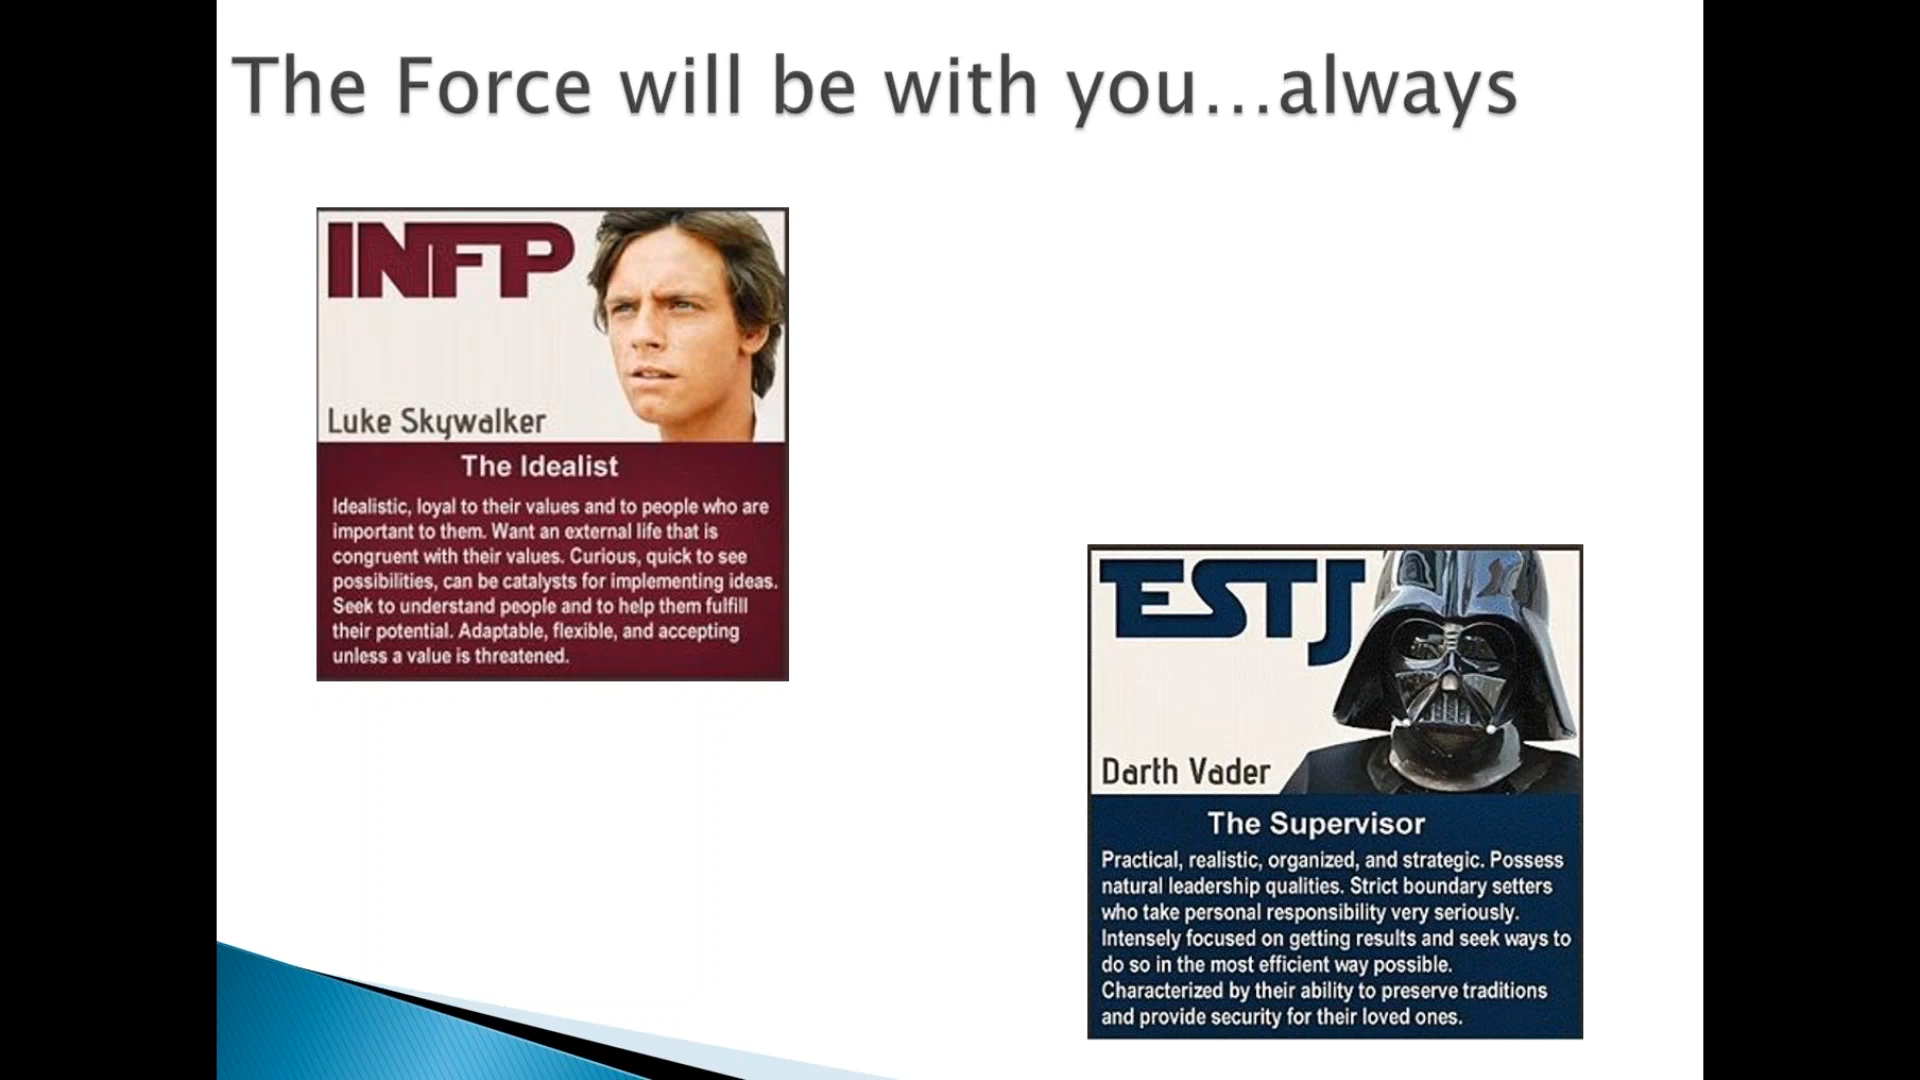 The Force will be with you...always
INFP
Luke Skywalker
The Idealist
Idealistic, loyal to their values and to people who are
important to them. Want an external life that is
congruent with their values. Curious, quick to see
possibilities, can be catalysts for implementing ideas.
Seek to understand people and to help them fulfill
their potential. Adaptable, flexible, and accepting
unless a value is threatened.
ESTJ
Darth Vader
The Supervisor
Practical, realistic, organized, and strategic. Possess
natural leadership qualities. Strict boundary setters
who take personal responsibility very seriously.
Intensely focused on getting results and seek ways to
do so in the most efficient way possible.
Characterized by their ability to preserve traditions
and provide security for their loved ones.